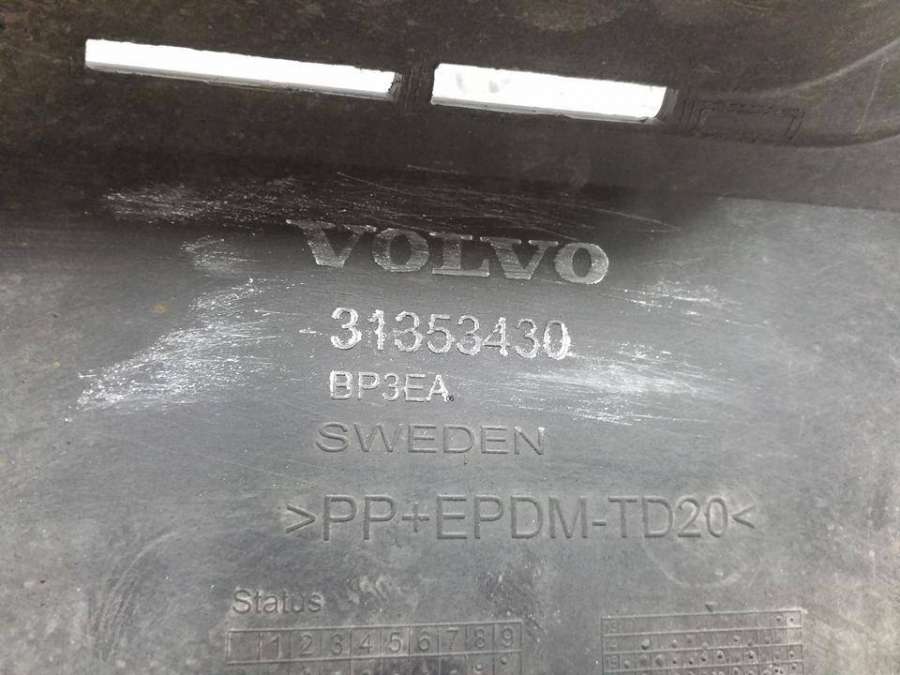 VOLVO
31353430
BP3EA
SWEDEN
>PP+EPDM-TD20<
Status
1 2 3 4 5 6 7 8 9